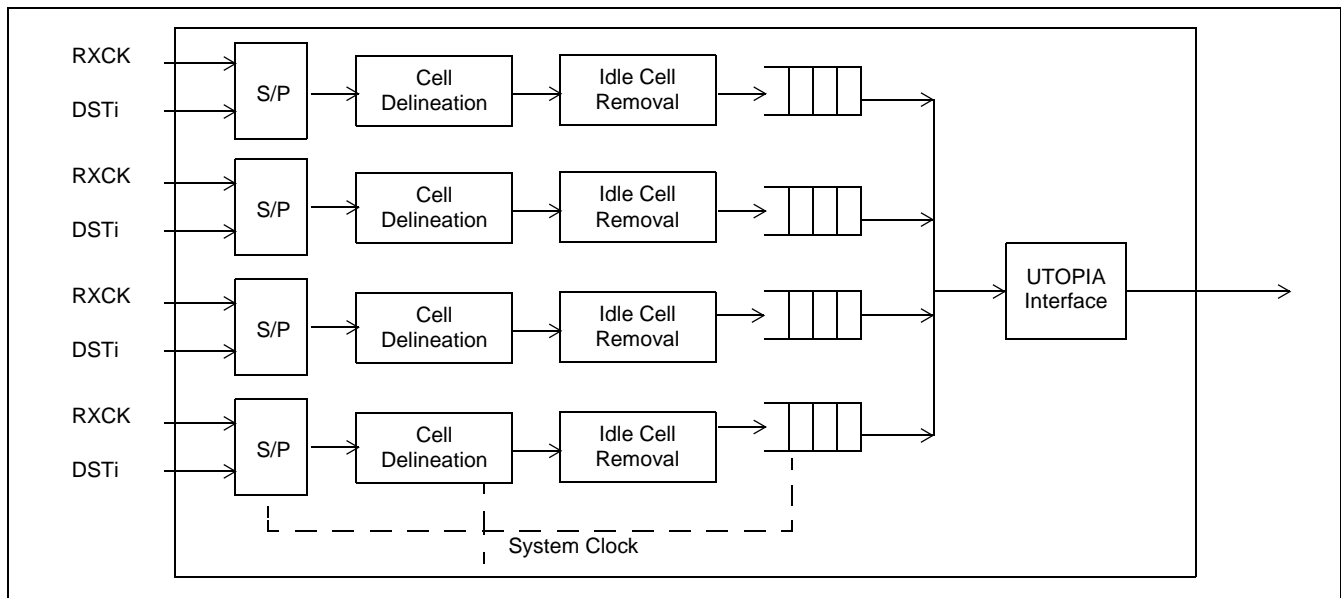 RXCK
DSTi
S/P
Cell
Delineation
Idle Cell
Removal
RXCK
DSTi
S/P
Cell
Delineation
Idle Cell
Removal
RXCK
DSTi
S/P
Cell
Delineation
Idle Cell
Removal
UTOPIA
Interface
RXCK
DSTi
S/P
Cell
Delineation
Idle Cell
Removal
System Clock